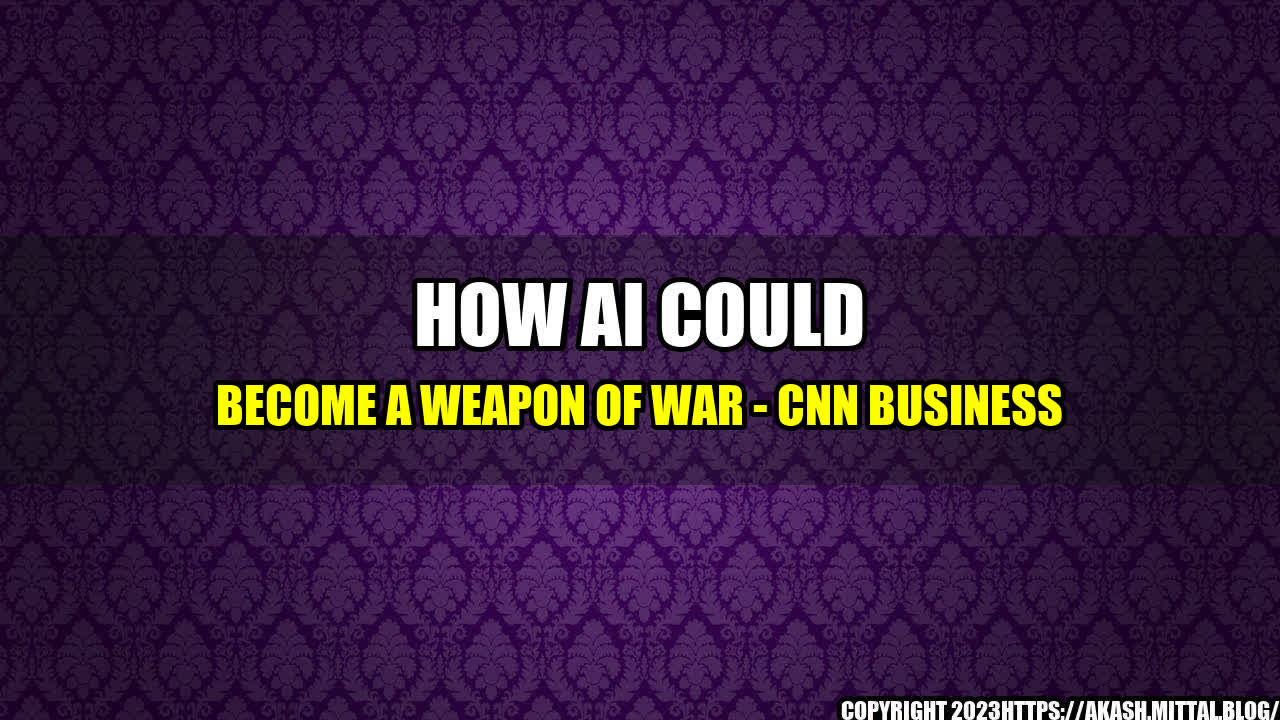 HOW AI COULD
BECOME A WEAPON OF WAR - CNN BUSINESS
COPYRIGHT 2023HTTPS://AKASH.MITTAL.BLOG/